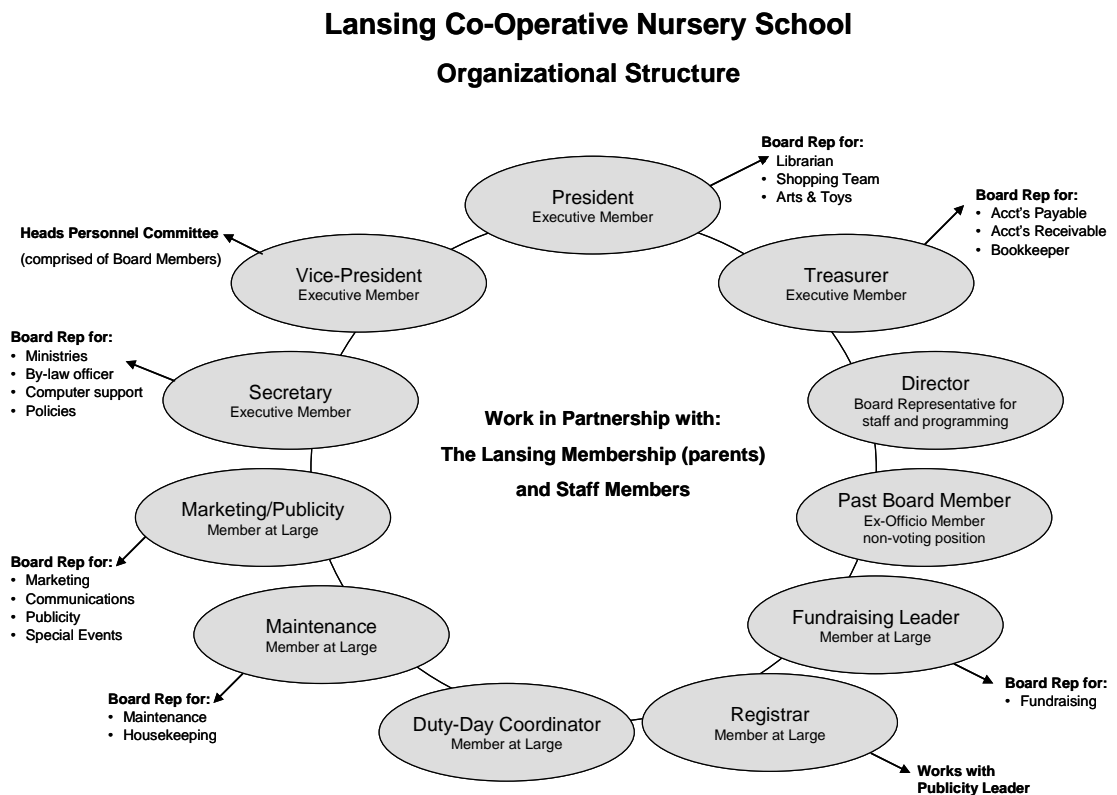 Lansing Co-Operative Nursery School
Organizational Structure
President
Executive Member
Board Rep for:
• Librarian
• Shopping Team
• Arts & Toys
Treasurer
Executive Member
Board Rep for:
• Acct's Payable
• Acct's Receivable
• Bookkeeper
Heads Personnel Committee
(comprised of Board Members)
Vice-President
Executive Member
Board Rep for:
• Ministries
• By-law officer
• Computer support
• Policies
Secretary
Executive Member
Director
Board Representative for
staff and programming
Work in Partnership with:
The Lansing Membership (parents)
and Staff Members
Marketing/Publicity
Member at Large
Board Rep for:
• Marketing
• Communications
• Publicity
• Special Events
Past Board Member
Ex-Officio Member
non-voting position
Maintenance
Member at Large
Board Rep for:
• Maintenance
• Housekeeping
Fundraising Leader
Member at Large
Board Rep for:
• Fundraising
Duty-Day Coordinator
Member at Large
Registrar
Member at Large
Works with
Publicity Leader